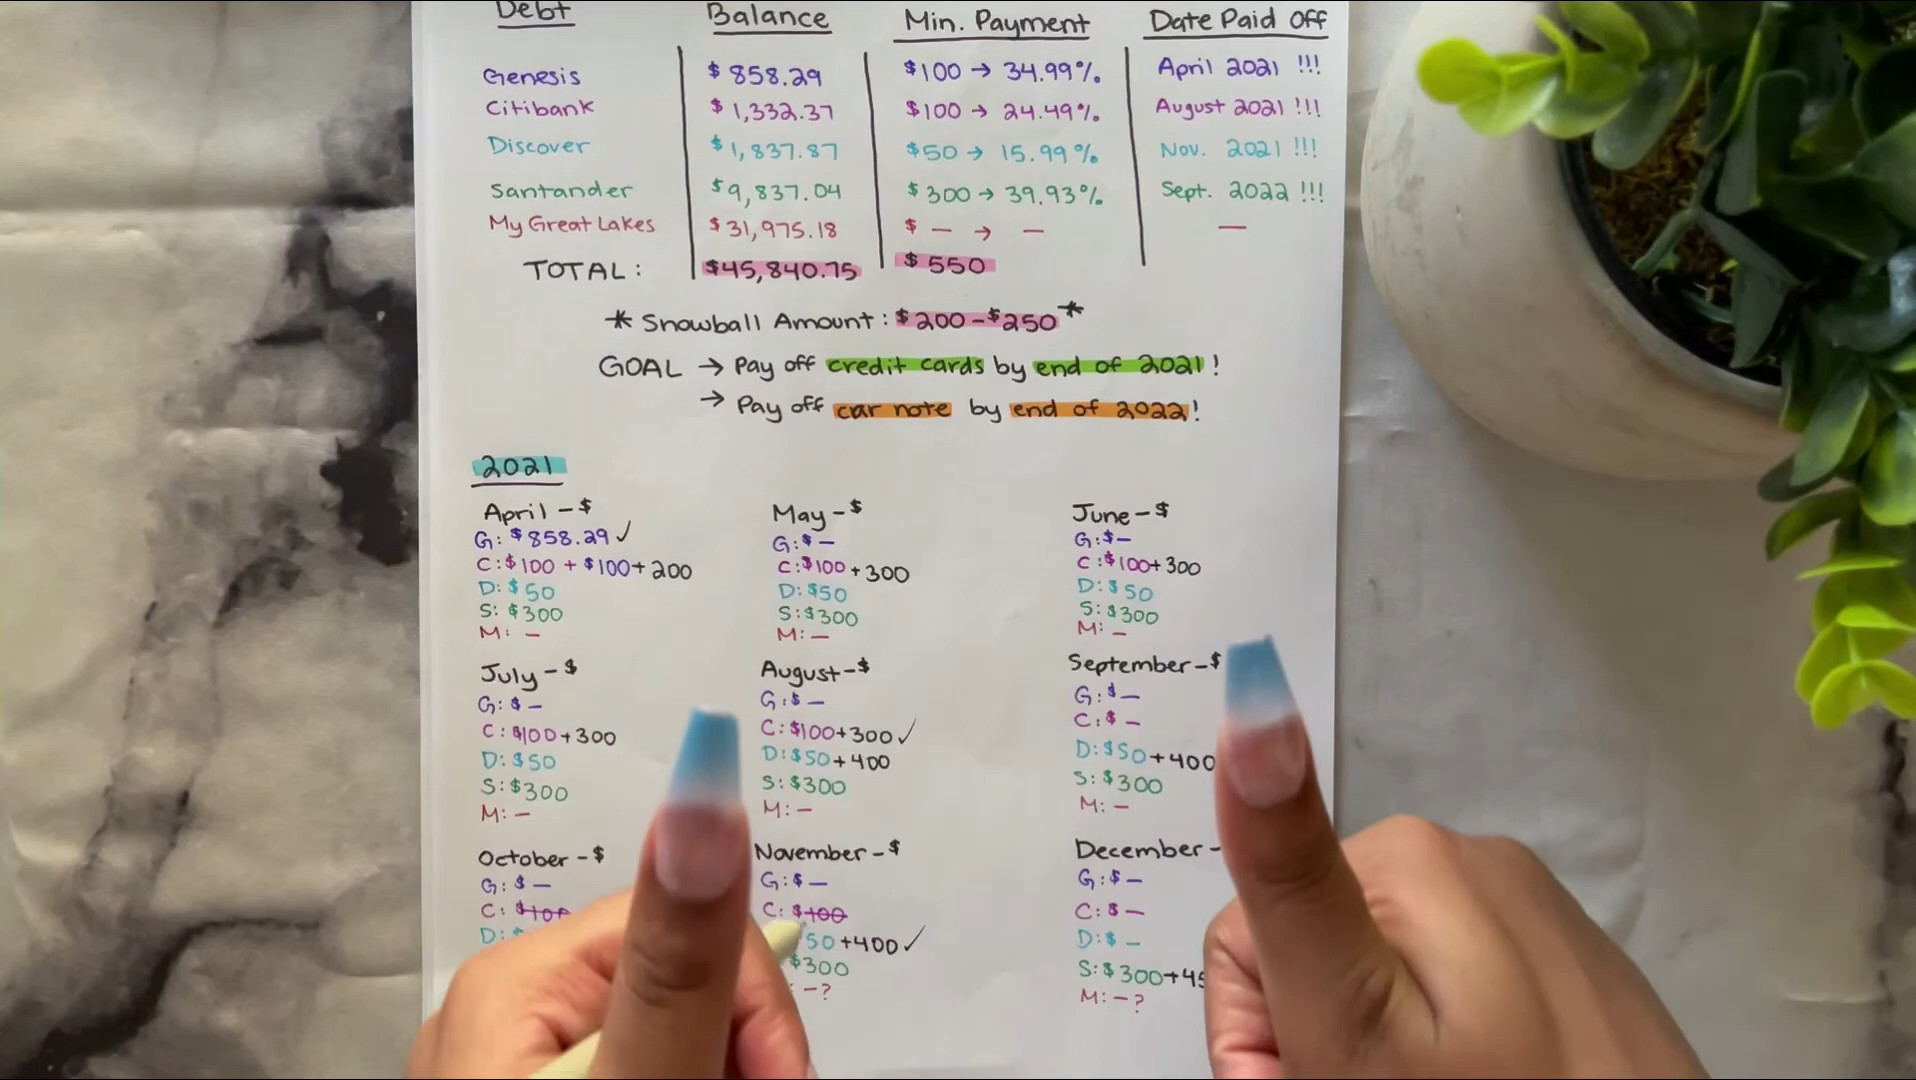 Debt Balance Min. Payment Date Paid Off
Genesis $858.29 $100 → 34.99% April 2021 !!!
Citibank $1,332.37 $100 → 24.49% August 2021 !!!
Discover $1,837.87 $50 → 15.99% Nov. 2021 !!!
Santander $9,837.04 $300 → 39.93% Sept. 2022 !!!
My Great Lakes $31,975.18 $ — → — —
TOTAL: $45,840.75 $550
* Snowball Amount: $200-$250 *
GOAL → Pay off credit cards by end of 2021!
→ Pay off car note by end of 2022!
2021
April - $
G: $858.29 ✓
C: $100 + $100+200
D: $50
S: $300
M: —
May - $
G: $ —
C: $100+300
D: $50
S: $300
M: —
June - $
G: $ —
C: $100+300
D: $50
S: $300
M: —
July - $
G: $ —
C: $100+300
D: $50
S: $300
M: —
August - $
G: $ —
C: $100+300 ✓
D: $50+400
S: $300
M: —
September - $
G: $ —
C: $ —
D: $50+400
S: $300
M: —
October - $
G: $ —
C: $100
D: $
November - $
G: $ —
C: $100
50+400 ✓
$300
: — ?
December -
G: $ —
C: $ —
D: $ —
S: $300+45
M: — ?